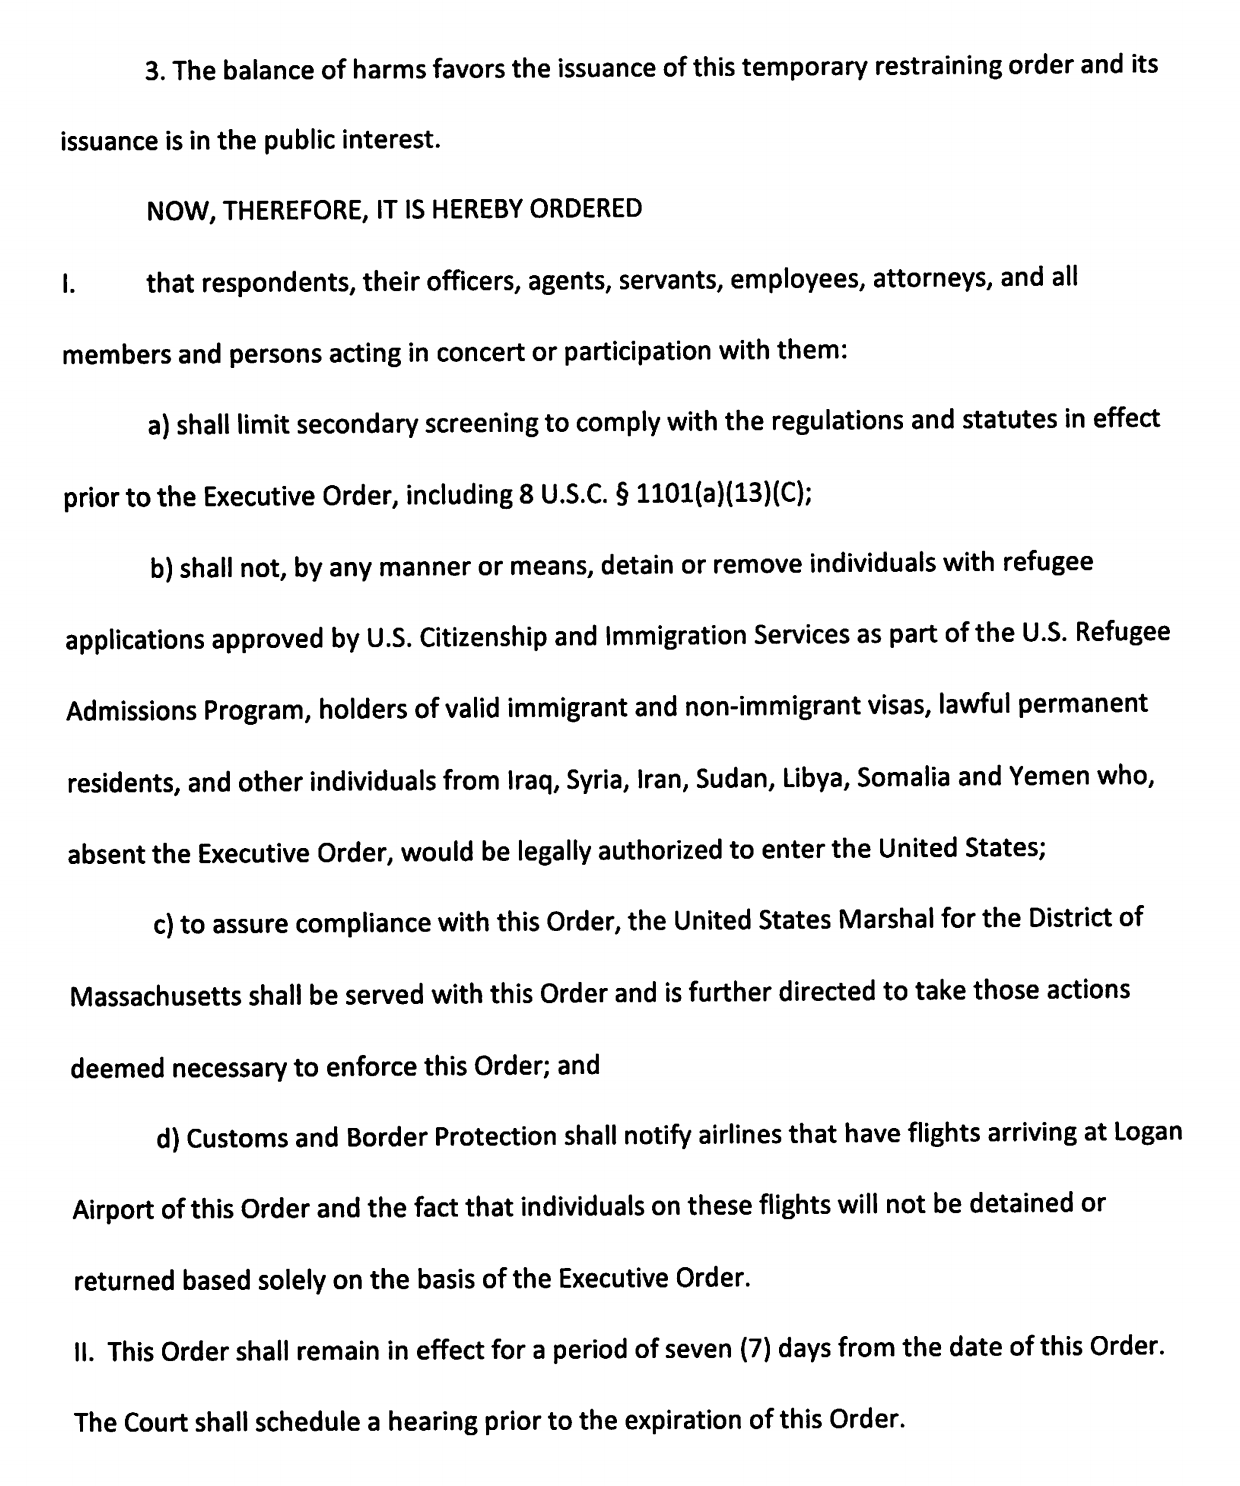 3. The balance of harms favors the issuance of this temporary restraining order and its
issuance is in the public interest.
NOW, THEREFORE, IT IS HEREBY ORDERED
I. that respondents, their officers, agents, servants, employees, attorneys, and all
members and persons acting in concert or participation with them:
a) shall limit secondary screening to comply with the regulations and statutes in effect
prior to the Executive Order, including 8 U.S.C. § 1101(a)(13)(C);
b) shall not, by any manner or means, detain or remove individuals with refugee
applications approved by U.S. Citizenship and Immigration Services as part of the U.S. Refugee
Admissions Program, holders of valid immigrant and non-immigrant visas, lawful permanent
residents, and other individuals from Iraq, Syria, Iran, Sudan, Libya, Somalia and Yemen who,
absent the Executive Order, would be legally authorized to enter the United States;
c) to assure compliance with this Order, the United States Marshal for the District of
Massachusetts shall be served with this Order and is further directed to take those actions
deemed necessary to enforce this Order; and
d) Customs and Border Protection shall notify airlines that have flights arriving at Logan
Airport of this Order and the fact that individuals on these flights will not be detained or
returned based solely on the basis of the Executive Order.
II. This Order shall remain in effect for a period of seven (7) days from the date of this Order.
The Court shall schedule a hearing prior to the expiration of this Order.